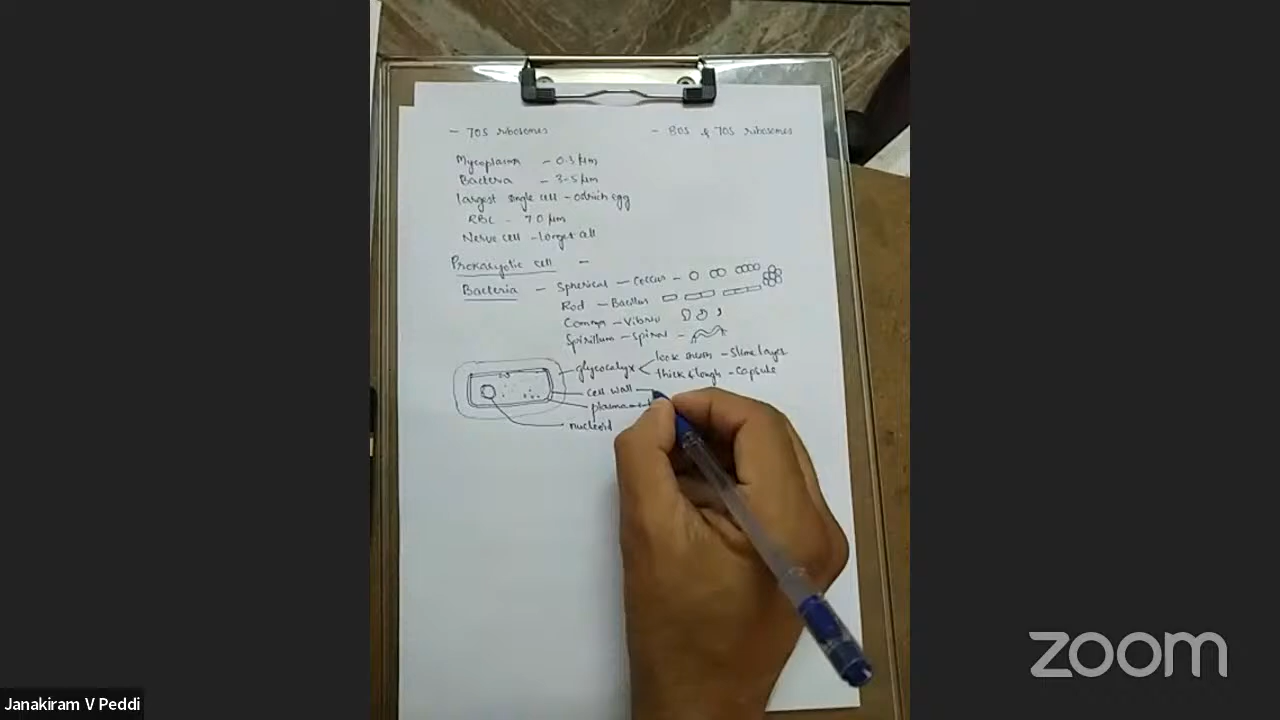 - 70S ribosomes
- 80S & 70S ribosomes
Mycoplasma - 0.3 μm
Bacteria - 3-5 μm
largest single cell - ostrich egg
RBC - 7.0 μm
Nerve cell - longest cell
Prokaryotic cell -
Bacteria - Spherical - Coccus -
Rod - Bacillus
Comma - Vibrio
Spirillum - Spiral -
glycocalyx
loose sheath - Slime layer
thick & tough - Capsule
cell wall
plasma
nucleoid
zoom
Janakiram V Peddi